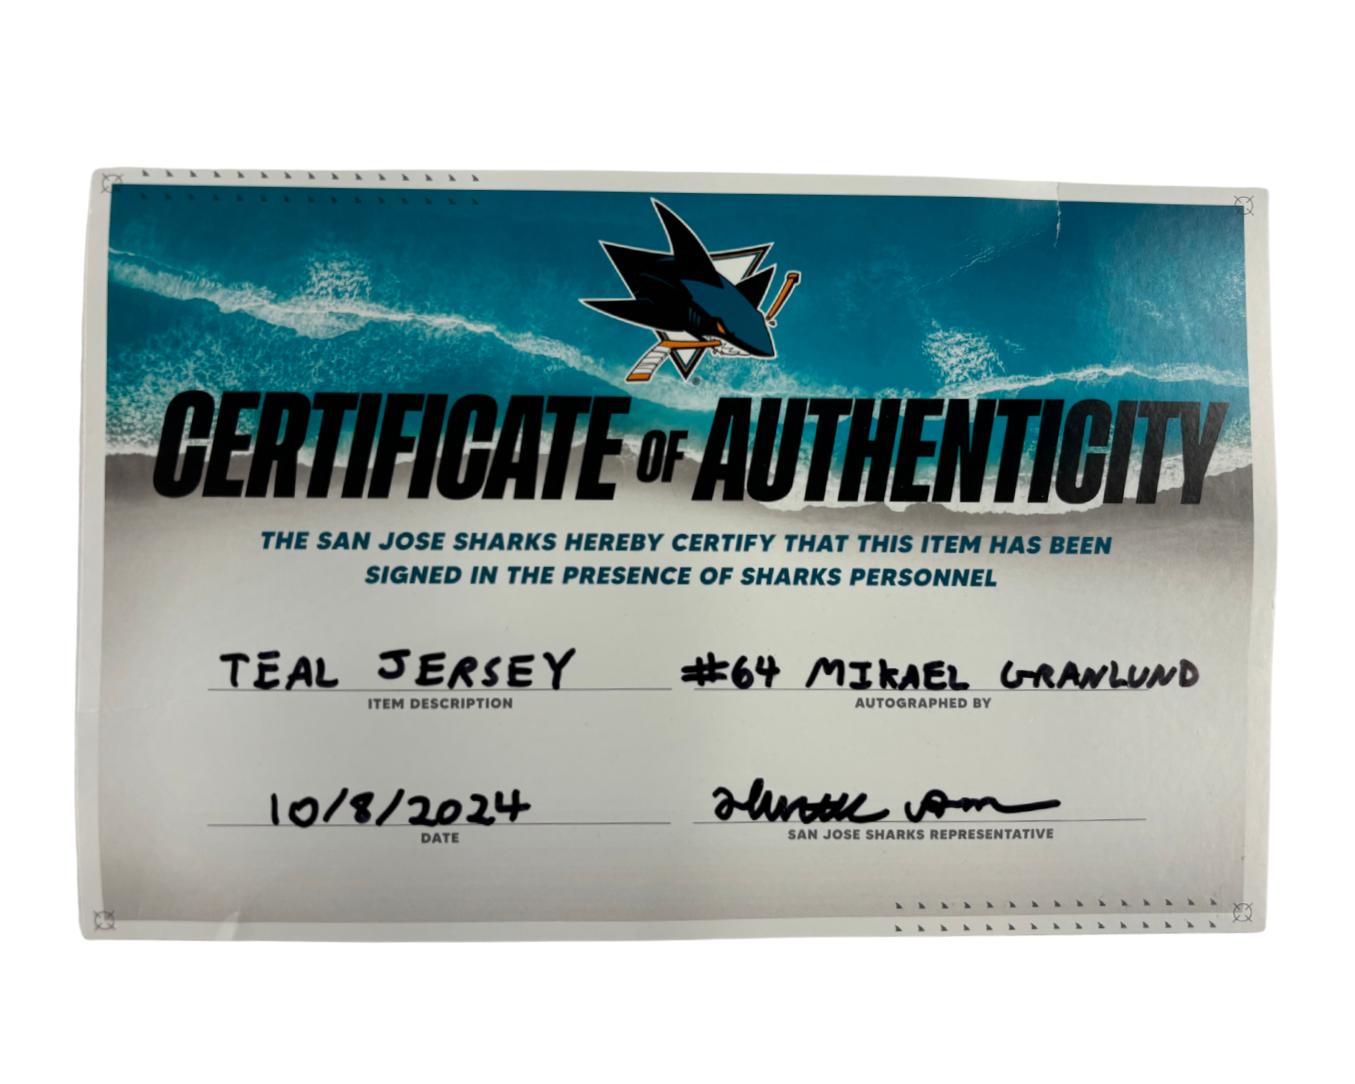 CERTIFICATE OF AUTHENTICITY
THE SAN JOSE SHARKS HEREBY CERTIFY THAT THIS ITEM HAS BEEN
SIGNED IN THE PRESENCE OF SHARKS PERSONNEL
TEAL JERSEY #64 MIKAEL GRANLUND
ITEM DESCRIPTION AUTOGRAPHED BY
10/8/2024
DATE SAN JOSE SHARKS REPRESENTATIVE